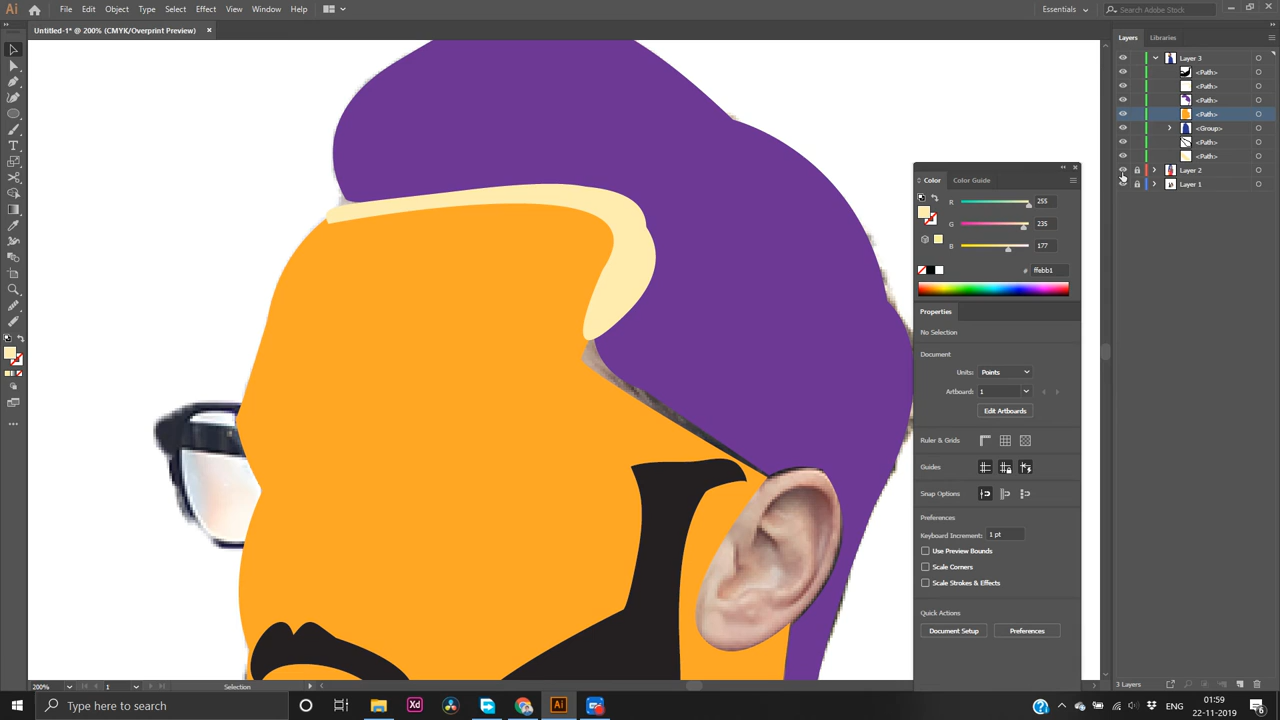 Ai File Edit Object Type Select Effect View Window Help Essentials Search Adobe Stock
Untitled-1* @ 200% (CMYK/Overprint Preview) ×
Layers Libraries
Layer 3
<Path>
<Path>
<Path>
<Path>
<Group>
<Path>
<Path>
Layer 2
Layer 1
Color Color Guide
R 255
G 235
B 177
# ffebb1
Properties
No Selection
Document
Units: Points
Artboard: 1
Edit Artboards
Ruler & Grids
Guides
Snap Options
Preferences
Keyboard Increment: 1 pt
Use Preview Bounds
Scale Corners
Scale Strokes & Effects
Quick Actions
Document Setup Preferences
200% 1 Selection
3 Layers
Type here to search
Xd
Ai
ENG
01:59
22-11-2019